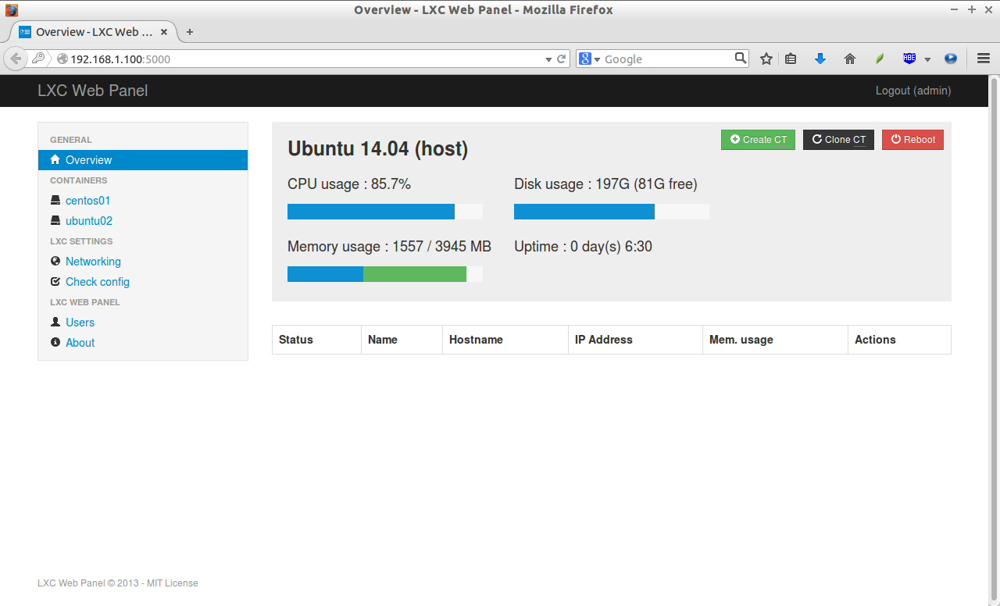 Overview - LXC Web Panel - Mozilla Firefox
Overview - LXC Web ...
192.168.1.100:5000
Google
ABE
LXC Web Panel
Logout (admin)
GENERAL
Overview
CONTAINERS
centos01
ubuntu02
LXC SETTINGS
Networking
Check config
LXC WEB PANEL
Users
About
Ubuntu 14.04 (host)
Create CT
Clone CT
Reboot
CPU usage : 85.7%
Disk usage : 197G (81G free)
Memory usage : 1557 / 3945 MB
Uptime : 0 day(s) 6:30
Status Name Hostname IP Address Mem. usage Actions
LXC Web Panel © 2013 - MIT License